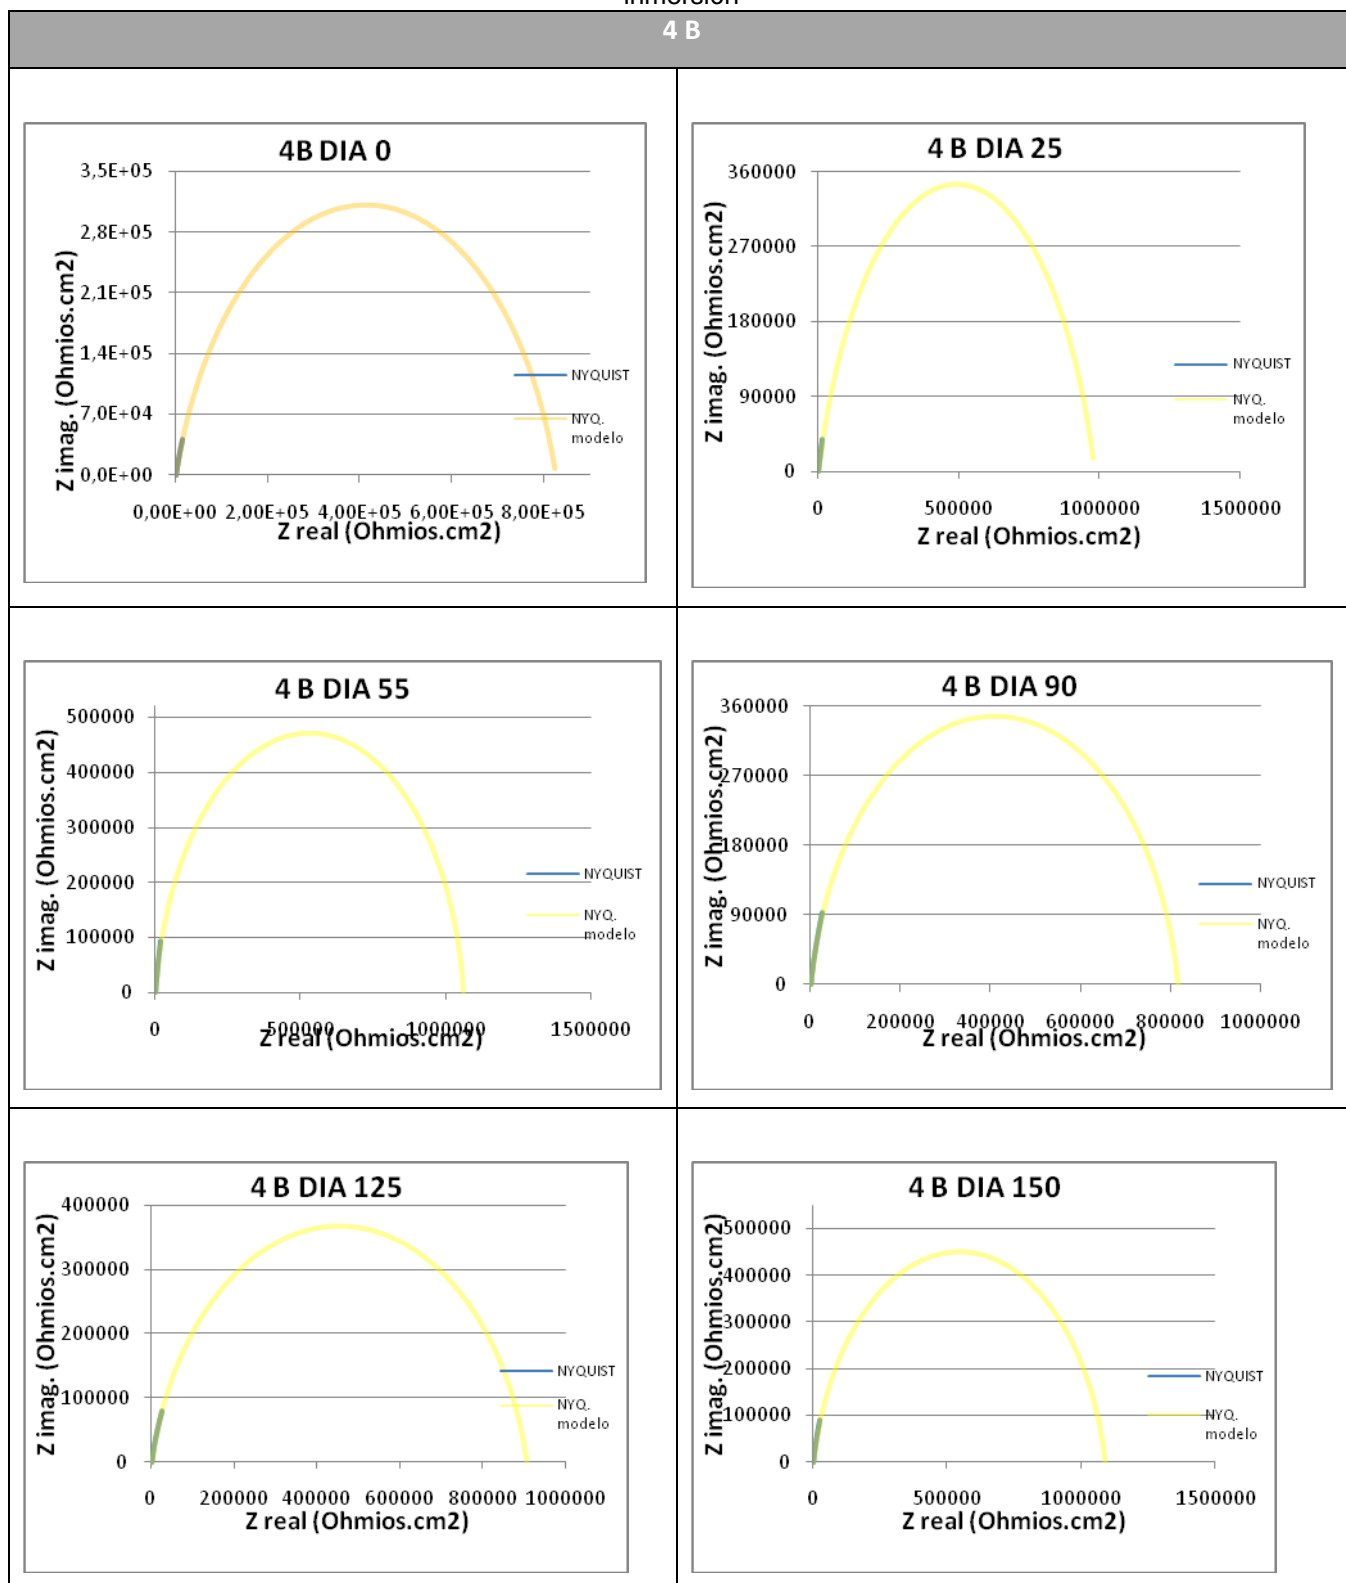 inmersión
4 B
4B DIA 0
3,5E+05
2,8E+05
2,1E+05
1,4E+05
7,0E+04
0,0E+00
Z imag. (Ohmios.cm2)
0,00E+00 2,00E+05 4,00E+05 6,00E+05 8,00E+05
Z real (Ohmios.cm2)
NYQUIST
NYQ.
modelo
4 B DIA 25
360000
270000
180000
90000
0
Z imag. (Ohmios.cm2)
0 500000 1000000 1500000
Z real (Ohmios.cm2)
NYQUIST
NYQ.
modelo
4 B DIA 55
500000
400000
300000
200000
100000
0
Z imag. (Ohmios.cm2)
0 500000 1000000 1500000
Z real (Ohmios.cm2)
NYQUIST
NYQ.
modelo
4 B DIA 90
360000
270000
180000
90000
0
Z imag. (Ohmios.cm2)
0 200000 400000 600000 800000 1000000
Z real (Ohmios.cm2)
NYQUIST
NYQ.
modelo
4 B DIA 125
400000
300000
200000
100000
0
Z imag. (Ohmios.cm2)
0 200000 400000 600000 800000 1000000
Z real (Ohmios.cm2)
NYQUIST
NYQ.
modelo
4 B DIA 150
500000
400000
300000
200000
100000
0
Z imag. (Ohmios.cm2)
0 500000 1000000 1500000
Z real (Ohmios.cm2)
NYQUIST
NYQ.
modelo